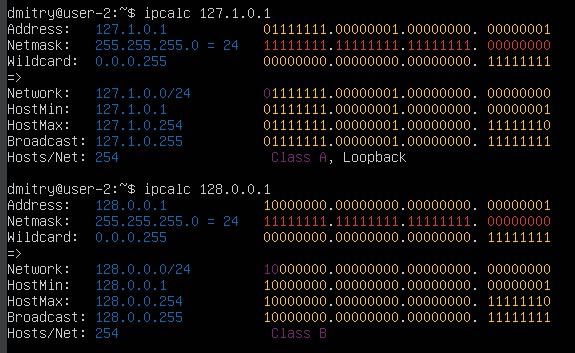 dmitry@user-2:~$ ipcalc 127.1.0.1
Address:   127.1.0.1            01111111.00000001.00000000. 00000001
Netmask:   255.255.255.0 = 24   11111111.11111111.11111111. 00000000
Wildcard:  0.0.0.255            00000000.00000000.00000000. 11111111
=>
Network:   127.1.0.0/24         01111111.00000001.00000000. 00000000
HostMin:   127.1.0.1            01111111.00000001.00000000. 00000001
HostMax:   127.1.0.254          01111111.00000001.00000000. 11111110
Broadcast: 127.1.0.255          01111111.00000001.00000000. 11111111
Hosts/Net: 254                   Class A, Loopback
dmitry@user-2:~$ ipcalc 128.0.0.1
Address:   128.0.0.1            10000000.00000000.00000000. 00000001
Netmask:   255.255.255.0 = 24   11111111.11111111.11111111. 00000000
Wildcard:  0.0.0.255            00000000.00000000.00000000. 11111111
=>
Network:   128.0.0.0/24         10000000.00000000.00000000. 00000000
HostMin:   128.0.0.1            10000000.00000000.00000000. 00000001
HostMax:   128.0.0.254          10000000.00000000.00000000. 11111110
Broadcast: 128.0.0.255          10000000.00000000.00000000. 11111111
Hosts/Net: 254                   Class B